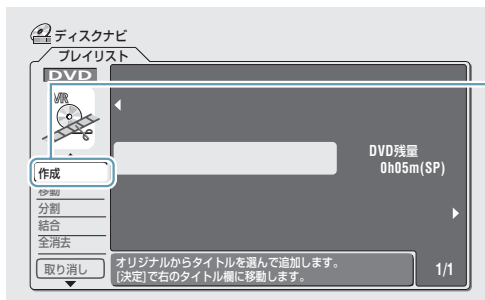 ディスクナビ
プレイリスト
DVD
VR
作成
移動
分割
結合
全消去
取り消し
DVD残量
0h05m(SP)
オリジナルからタイトルを選んで追加します。
[決定]で右のタイトル欄に移動します。
1/1